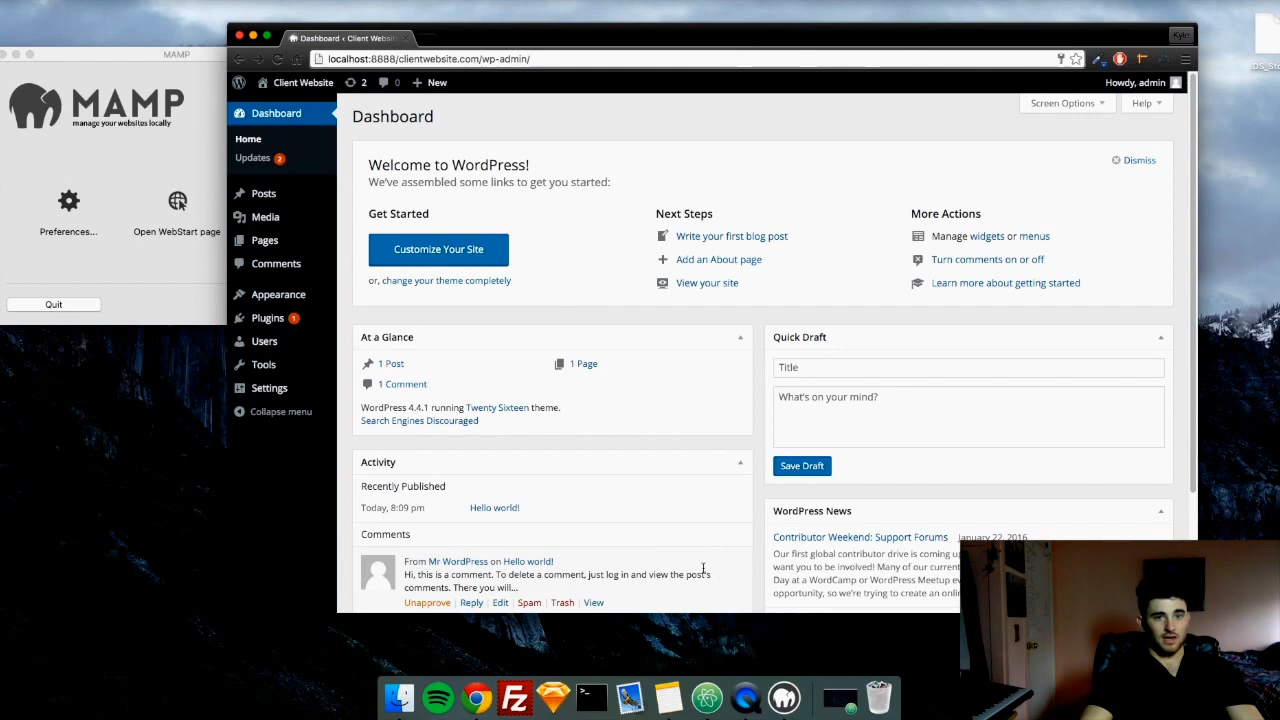 MAMP
MAMP
manage your websites locally
Preferences...
Open WebStart page
Quit
Dashboard ‹ Client Websit
Kyle
localhost:8888/clientwebsite.com/wp-admin/
Client Website
2
0
New
Howdy, admin
Dashboard
Home
Updates 2
Posts
Media
Pages
Comments
Appearance
Plugins 1
Users
Tools
Settings
Collapse menu
Dashboard
Screen Options
Help
Welcome to WordPress!
We've assembled some links to get you started:
Dismiss
Get Started
Customize Your Site
or, change your theme completely
Next Steps
Write your first blog post
Add an About page
View your site
More Actions
Manage widgets or menus
Turn comments on or off
Learn more about getting started
At a Glance
1 Post
1 Page
1 Comment
WordPress 4.4.1 running Twenty Sixteen theme.
Search Engines Discouraged
Activity
Recently Published
Today, 8:09 pm
Hello world!
Comments
From Mr WordPress on Hello world!
Hi, this is a comment. To delete a comment, just log in and view the post's
comments. There you will...
Unapprove | Reply | Edit | Spam | Trash | View
Quick Draft
Title
What's on your mind?
Save Draft
WordPress News
Contributor Weekend: Support Forums January 22, 2016
Our first global contributor drive is coming
want you to be involved! Many of our current
Day at a WordCamp or WordPress Meetup
opportunity, so we're trying to create an
Fz
>_